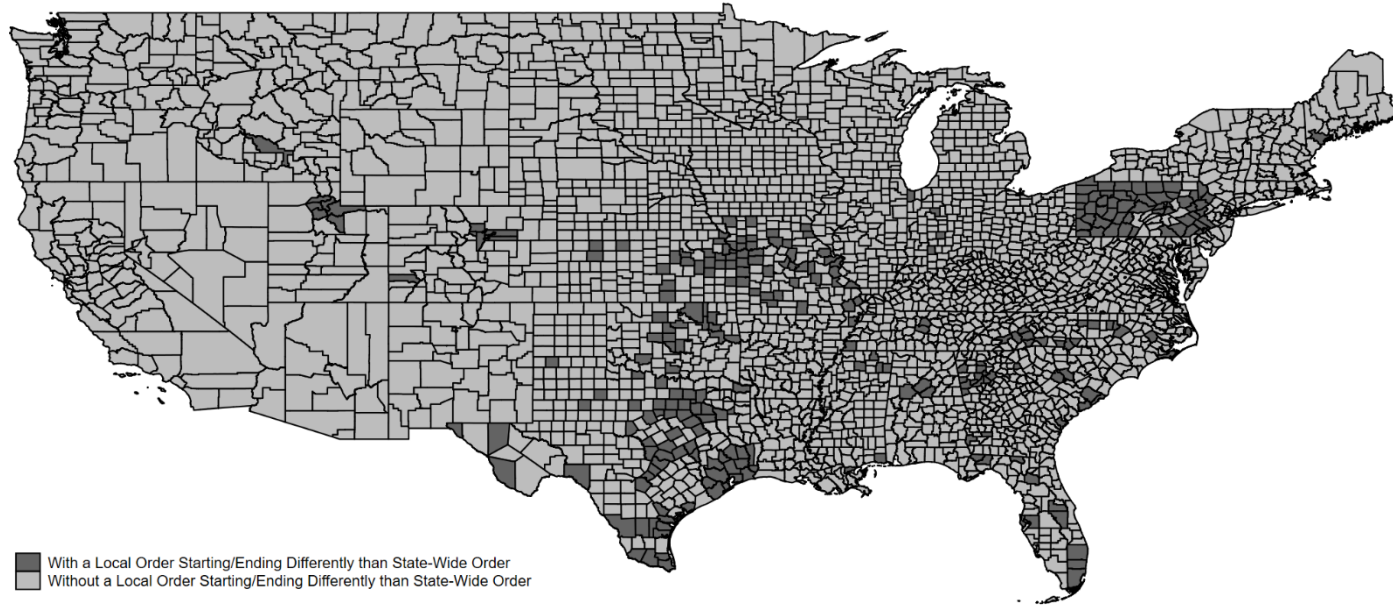 With a Local Order Starting/Ending Differently than State-Wide Order
Without a Local Order Starting/Ending Differently than State-Wide Order